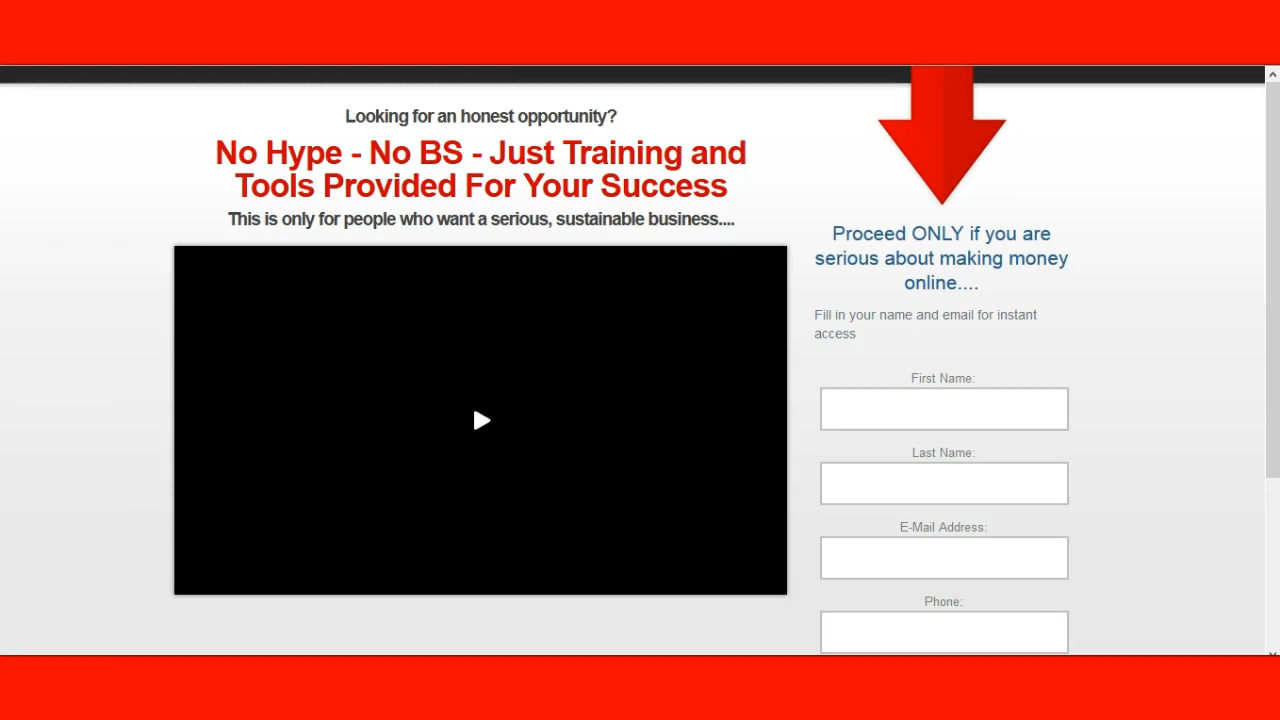 Looking for an honest opportunity?
No Hype - No BS - Just Training and
Tools Provided For Your Success
This is only for people who want a serious, sustainable business....
Proceed ONLY if you are
serious about making money
online....
Fill in your name and email for instant
access
First Name:
Last Name:
E-Mail Address:
Phone: